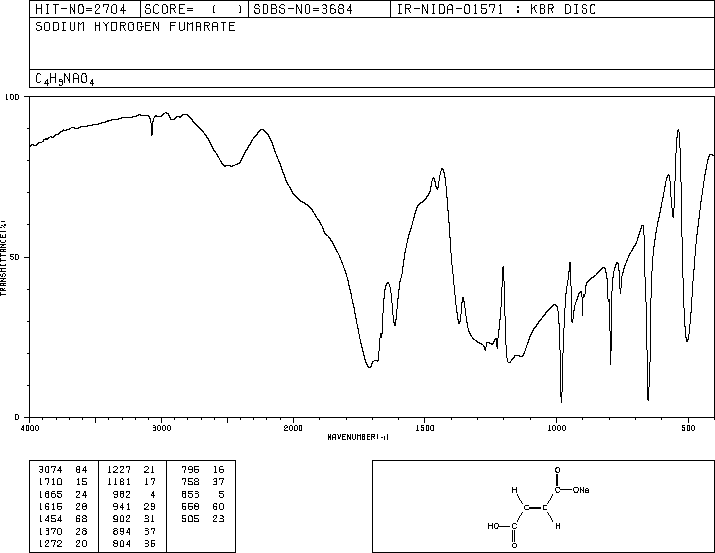 HIT-NO=2704 SCORE= ( ) SDBS-NO=3684 IR-NIDA-01571 : KBR DISC
SODIUM HYDROGEN FUMARATE
C4H3NAO4
100
50
0
TRANSMITTANCE(%)
4000 3000 2000 1500 1000 500
WAVENUMBER(-1)
3074 84 1227 21 796 16
1710 15 1181 17 758 37
1665 24 982 4 653 5
1616 28 941 29 558 60
1454 68 902 31 505 23
1370 28 894 37
1272 20 804 36
O
H C ONa
C C
HO C H
O